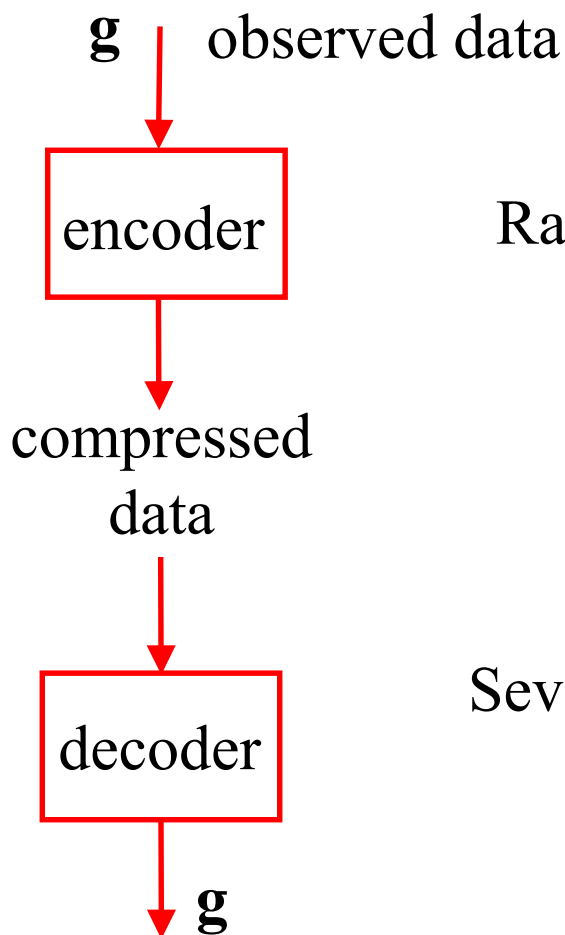 g observed data
encoder
Ra
compressed
data
Sev
decoder
g